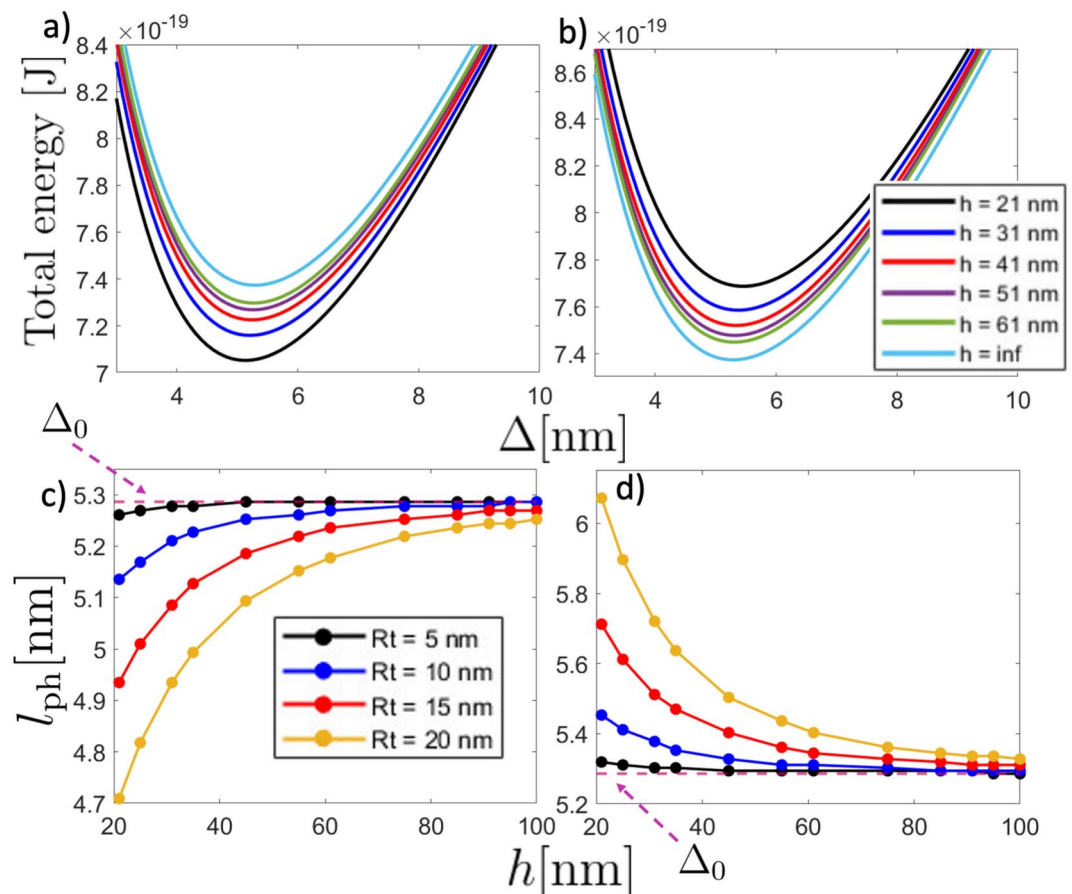 a)
×10⁻¹⁹
b)
×10⁻¹⁹
Total energy [J]
8.4
8.2
8
7.8
7.6
7.4
7.2
7
4
6
8
10
8.6
8.4
8.2
8
7.8
7.6
7.4
4
6
8
10
h = 21 nm
h = 31 nm
h = 41 nm
h = 51 nm
h = 61 nm
h = inf
Δ[nm]
Δ₀
c)
d)
lₚₕ[nm]
5.3
5.2
5.1
5
4.9
4.8
4.7
20
40
60
80
100
Rt = 5 nm
Rt = 10 nm
Rt = 15 nm
Rt = 20 nm
6
5.8
5.6
5.4
5.2
20
40
60
80
100
h[nm]
Δ₀